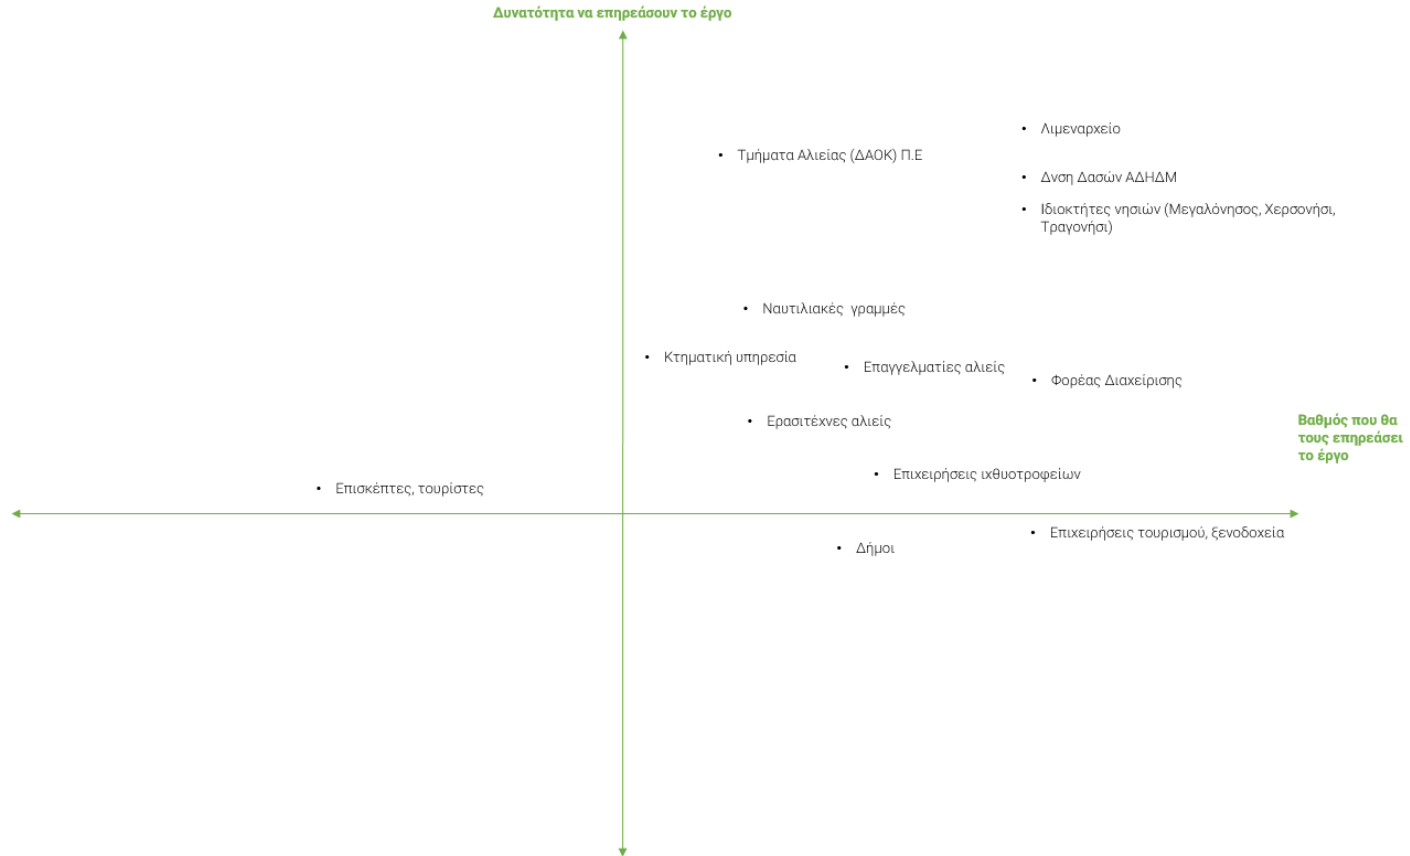 Δυνατότητα να επηρεάσουν το έργο
• Λιμεναρχείο
• Τμήματα Αλιείας (ΔΑΟΚ) Π.Ε
• Δνση Δασών ΑΔΗΔΜ
• Ιδιοκτήτες νησιών (Μεγαλόνησος, Χερσονήσι,
Τραγονήσι)
• Ναυτιλιακές γραμμές
• Κτηματική υπηρεσία
• Επαγγελματίες αλιείς
• Φορέας Διαχείρισης
• Ερασιτέχνες αλιείς
Βαθμός που θα
τους επηρεάσει
το έργο
• Επιχειρήσεις ιχθυοτροφείων
• Επισκέπτες, τουρίστες
• Επιχειρήσεις τουρισμού, ξενοδοχεία
• Δήμοι